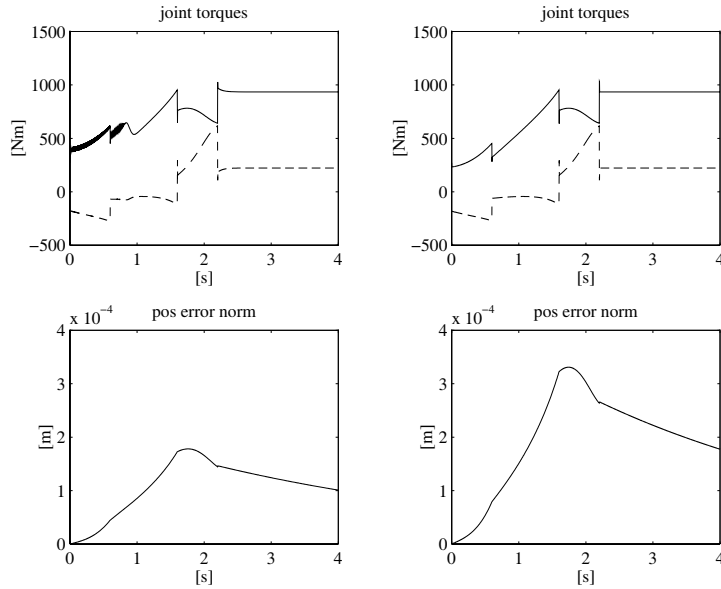 joint torques
1500
1000
500
0
−500
[Nm]
0 1 2 3 4
[s]
joint torques
1500
1000
500
0
−500
[Nm]
0 1 2 3 4
[s]
x 10⁻⁴ pos error norm
4
3
2
1
0
[m]
0 1 2 3 4
[s]
x 10⁻⁴ pos error norm
4
3
2
1
0
[m]
0 1 2 3 4
[s]